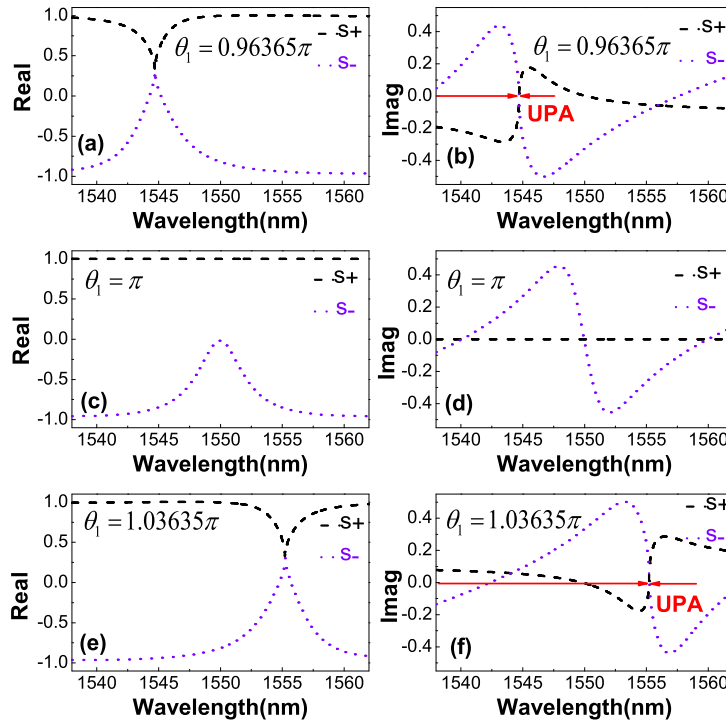 1.0
0.5
0.0
-0.5
-1.0
Real
θ₁ = 0.96365π
S+
S-
(a)
1540 1545 1550 1555 1560
Wavelength(nm)
0.4
0.2
0.0
-0.2
-0.4
Imag
θ₁ = 0.96365π
S+
S-
UPA
(b)
1540 1545 1550 1555 1560
Wavelength(nm)
1.0
0.5
0.0
-0.5
-1.0
Real
θ₁ = π
S+
S-
(c)
1540 1545 1550 1555 1560
Wavelength(nm)
0.4
0.2
0.0
-0.2
-0.4
Imag
θ₁ = π
S+
S-
(d)
1540 1545 1550 1555 1560
Wavelength(nm)
1.0
0.5
0.0
-0.5
-1.0
Real
θ₁ = 1.03635π
S+
S-
(e)
1540 1545 1550 1555 1560
Wavelength(nm)
0.4
0.2
0.0
-0.2
-0.4
Imag
θ₁ = 1.03635π
S+
S-
UPA
(f)
1540 1545 1550 1555 1560
Wavelength(nm)